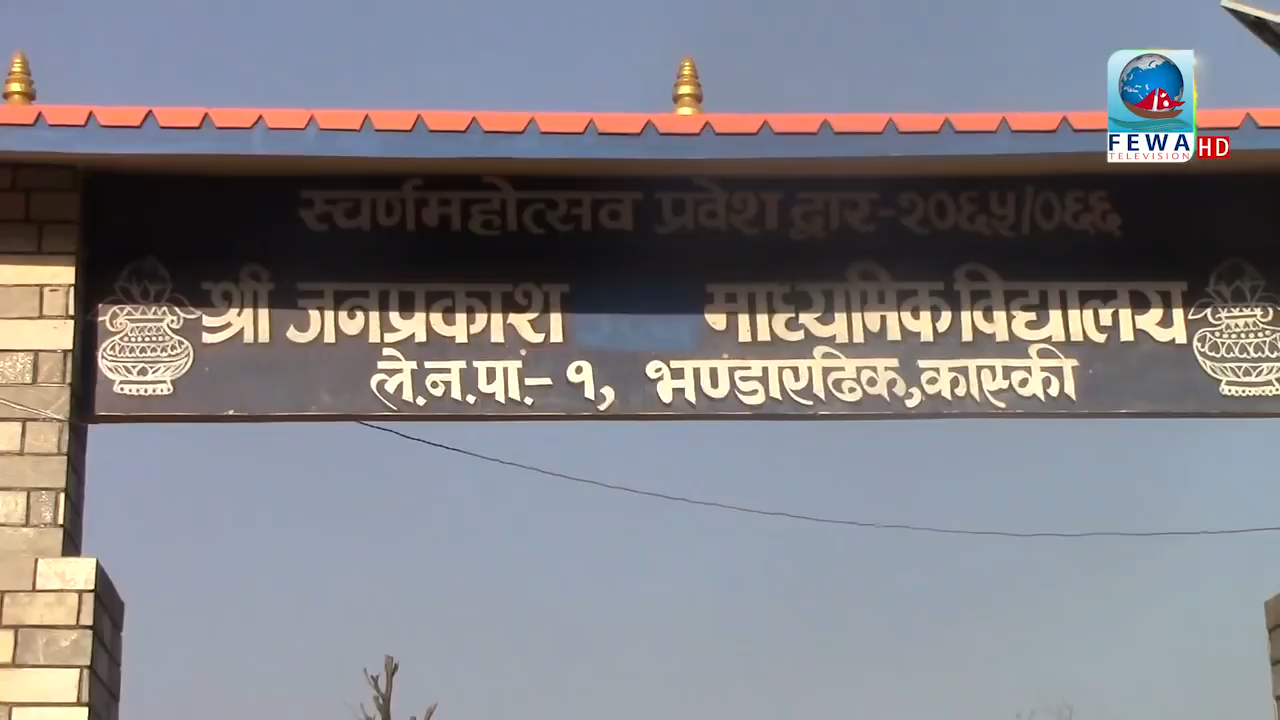 स्वर्णमहोत्सव प्रवेश द्वार-२०६५/०६६
श्री जनप्रकाश माध्यमिक विद्यालय
ले.न.पा.- १, भण्डारढिक, कास्की
FEWA
TELEVISION HD